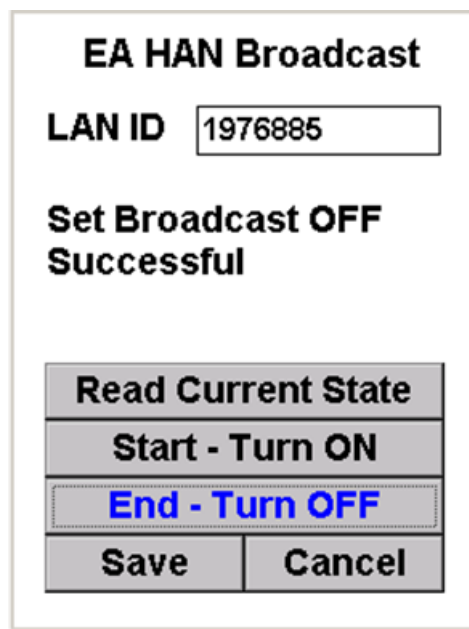 EA HAN Broadcast
LAN ID 1976885
Set Broadcast OFF
Successful
Read Current State
Start - Turn ON
End - Turn OFF
Save Cancel